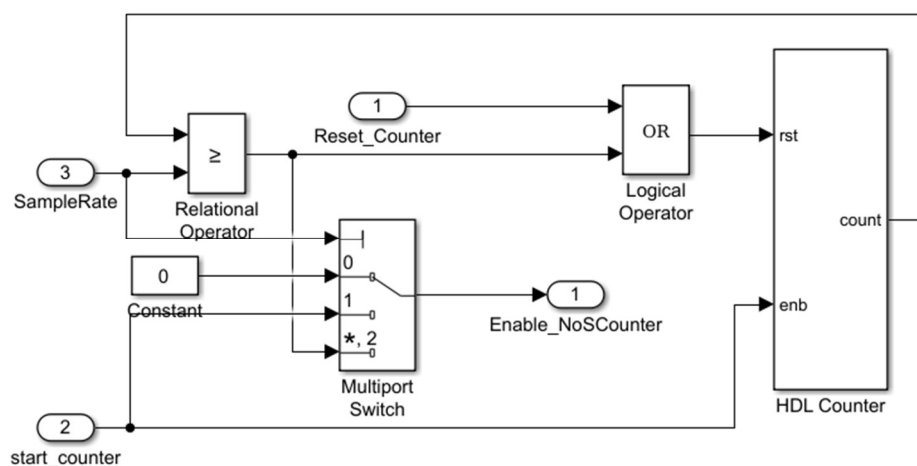 1
Reset_Counter
OR
Logical
Operator
rst
3
SampleRate
≥
Relational
Operator
count
0
Constant
0
1
*, 2
Multiport
Switch
1
Enable_NoSCounter
enb
HDL Counter
2
start_counter